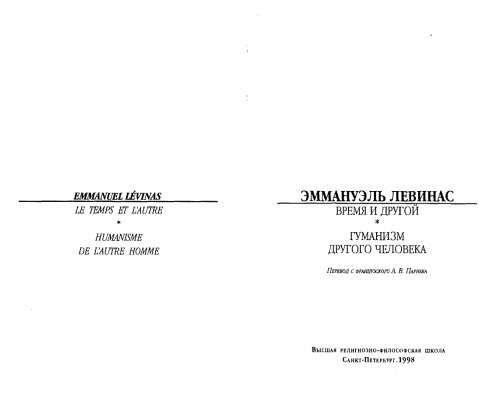 EMMANUEL LÉVINAS
LE TEMPS ET L'AUTRE
*
HUMANISME
DE L'AUTRE HOMME
ЭММАНУЭЛЬ ЛЕВИНАС
ВРЕМЯ И ДРУГОЙ
*
ГУМАНИЗМ
ДРУГОГО ЧЕЛОВЕКА
Перевод с французского А. В. Парибка
Высшая религиозно-философская школа
Санкт-Петербург. 1998